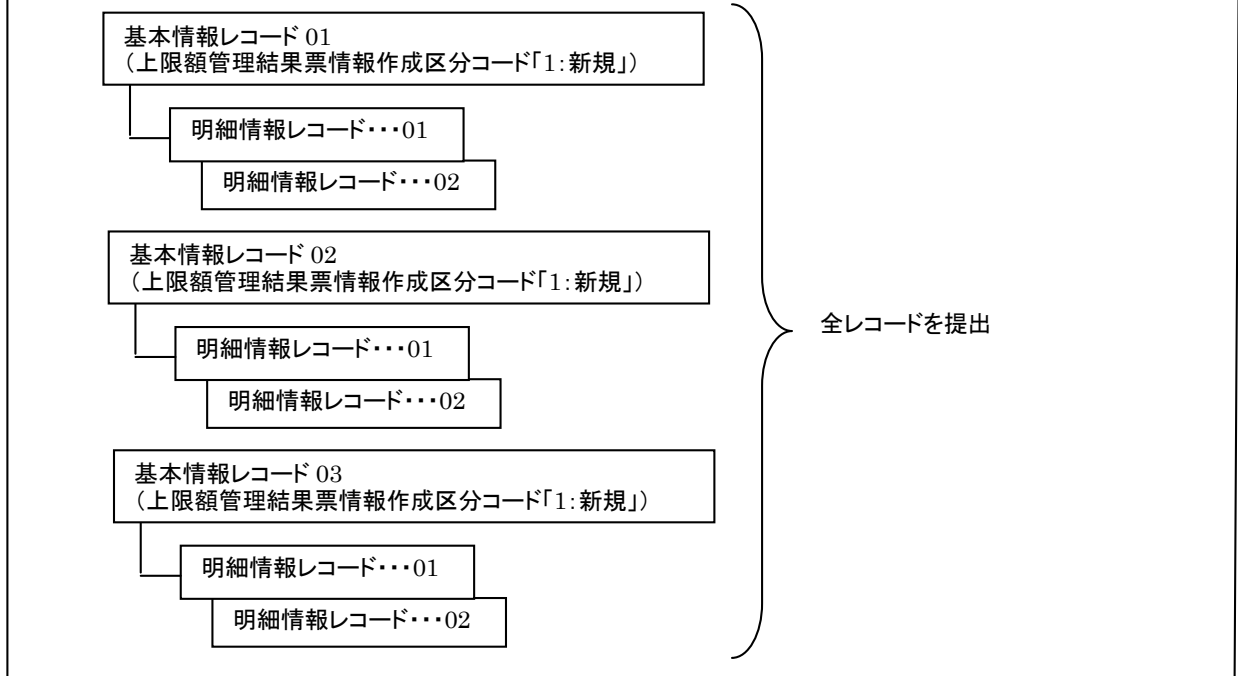 基本情報レコード 01
（上限額管理結果票情報作成区分コード「1：新規」）
明細情報レコード・・・01
明細情報レコード・・・02
基本情報レコード 02
（上限額管理結果票情報作成区分コード「1：新規」）
明細情報レコード・・・01
明細情報レコード・・・02
全レコードを提出
基本情報レコード 03
（上限額管理結果票情報作成区分コード「1：新規」）
明細情報レコード・・・01
明細情報レコード・・・02